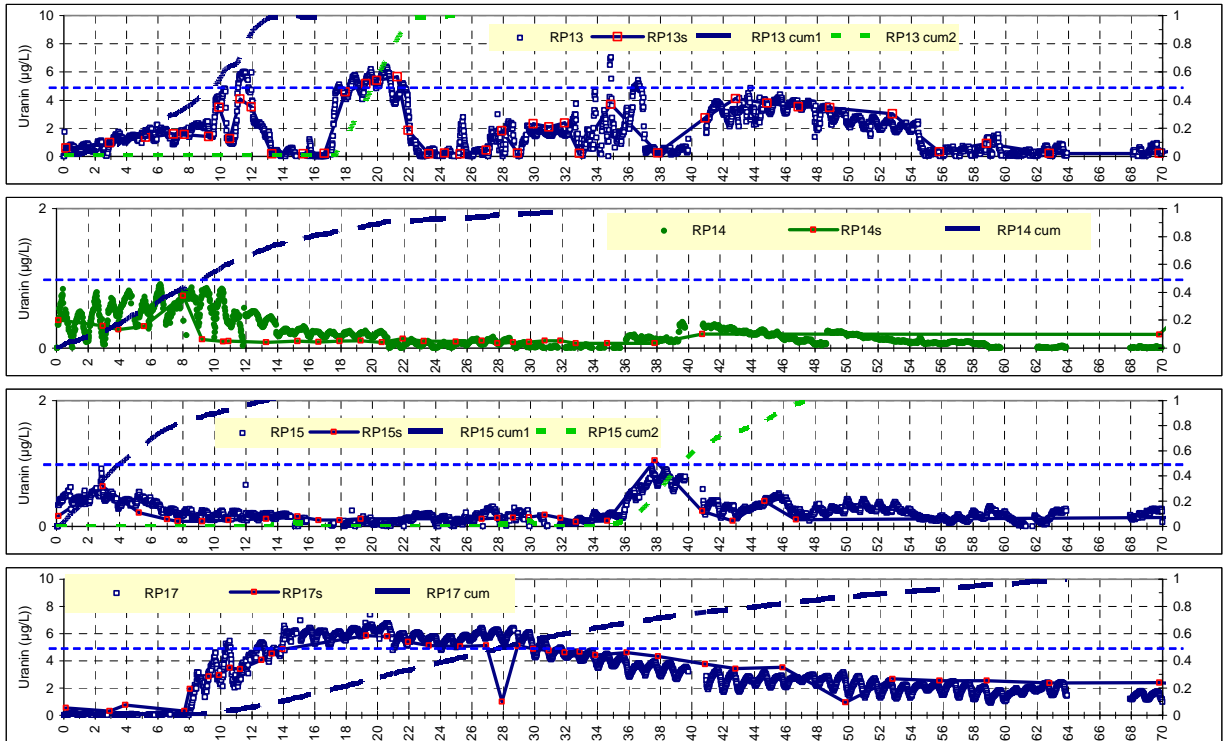 RP13 RP13s RP13 cum1 RP13 cum2
Uranin (µg/L))
10 8 6 4 2 0
1 0.8 0.6 0.4 0.2 0
0 2 4 6 8 10 12 14 16 18 20 22 24 26 28 30 32 34 36 38 40 42 44 46 48 50 52 54 56 58 60 62 64 66 68 70
RP14 RP14s RP14 cum
Uranin (µg/L))
2 0
1 0.8 0.6 0.4 0.2 0
0 2 4 6 8 10 12 14 16 18 20 22 24 26 28 30 32 34 36 38 40 42 44 46 48 50 52 54 56 58 60 62 64 66 68 70
RP15 RP15s RP15 cum1 RP15 cum2
Uranin (µg/L))
2 0
1 0.8 0.6 0.4 0.2 0
0 2 4 6 8 10 12 14 16 18 20 22 24 26 28 30 32 34 36 38 40 42 44 46 48 50 52 54 56 58 60 62 64 66 68 70
RP17 RP17s RP17 cum
Uranin (µg/L))
10 8 6 4 2 0
1 0.8 0.6 0.4 0.2 0
0 2 4 6 8 10 12 14 16 18 20 22 24 26 28 30 32 34 36 38 40 42 44 46 48 50 52 54 56 58 60 62 64 66 68 70